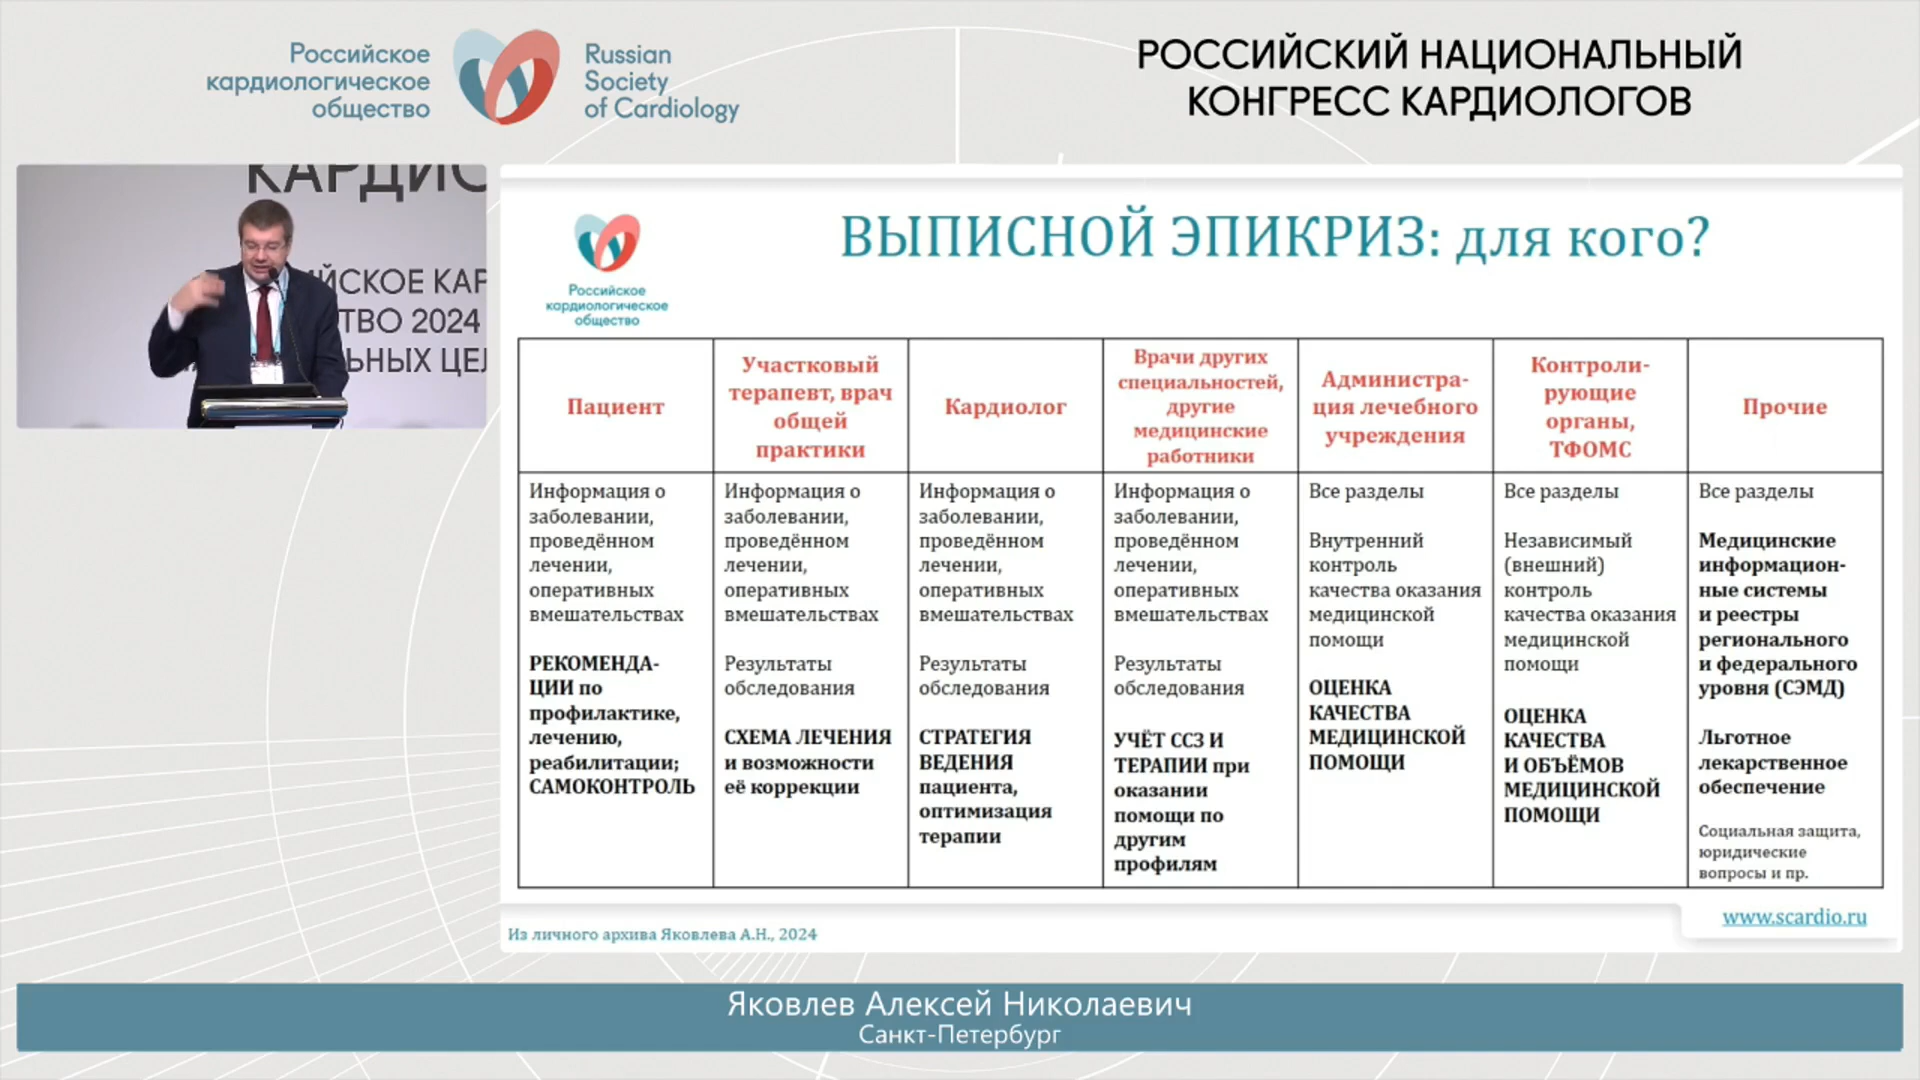 Российское
кардиологическое
общество
Russian
Society
of Cardiology
РОССИЙСКИЙ НАЦИОНАЛЬНЫЙ
КОНГРЕСС КАРДИОЛОГОВ
КАРДИО
ЙСКОЕ КАР
ТВО 2024
ЬНЫХ ЦЕЛ
Российское
кардиологическое
общество
ВЫПИСНОЙ ЭПИКРИЗ: для кого?
Пациент
Участковый
терапевт, врач
общей
практики
Кардиолог
Врачи других
специальностей,
другие
медицинские
работники
Администра-
ция лечебного
учреждения
Контроли-
рующие
органы,
ТФОМС
Прочие
Информация о
заболевании,
проведённом
лечении,
оперативных
вмешательствах
РЕКОМЕНДА-
ЦИИ по
профилактике,
лечению,
реабилитации;
САМОКОНТРОЛЬ
Информация о
заболевании,
проведённом
лечении,
оперативных
вмешательствах
Результаты
обследования
СХЕМА ЛЕЧЕНИЯ
и возможности
её коррекции
Информация о
заболевании,
проведённом
лечении,
оперативных
вмешательствах
Результаты
обследования
СТРАТЕГИЯ
ВЕДЕНИЯ
пациента,
оптимизация
терапии
Информация о
заболевании,
проведённом
лечении,
оперативных
вмешательствах
Результаты
обследования
УЧЁТ ССЗ И
ТЕРАПИИ при
оказании
помощи по
другим
профилям
Все разделы
Внутренний
контроль
качества оказания
медицинской
помощи
ОЦЕНКА
КАЧЕСТВА
МЕДИЦИНСКОЙ
ПОМОЩИ
Все разделы
Независимый
(внешний)
контроль
качества оказания
медицинской
помощи
ОЦЕНКА
КАЧЕСТВА
И ОБЪЁМОВ
МЕДИЦИНСКОЙ
ПОМОЩИ
Все разделы
Медицинские
информацион-
ные системы
и реестры
регионального
и федерального
уровня (СЭМД)
Льготное
лекарственное
обеспечение
Социальная защита,
юридические
вопросы и пр.
www.scardio.ru
Из личного архива Яковлева А.Н., 2024
Яковлев Алексей Николаевич
Санкт-Петербург